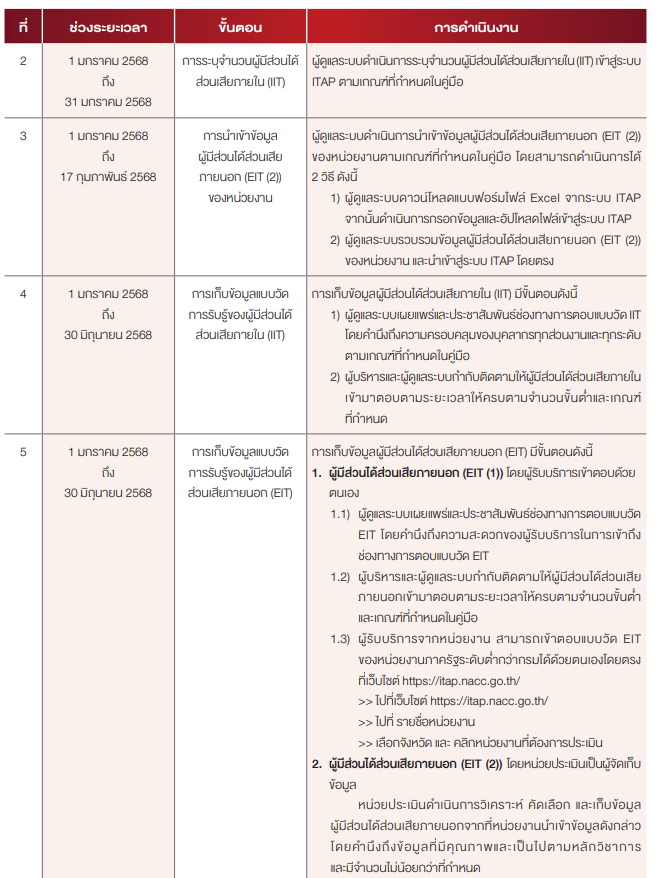 ที่ ช่วงระยะเวลา ขั้นตอน การดำเนินงาน
2
1 มกราคม 2568
ถึง
31 มกราคม 2568
การระบุจำนวนผู้มีส่วนได้
ส่วนเสียภายใน (IIT)
ผู้ดูแลระบบดำเนินการระบุจำนวนผู้มีส่วนได้ส่วนเสียภายใน (IIT) เข้าสู่ระบบ
ITAP ตามเกณฑ์ที่กำหนดในคู่มือ
3
1 มกราคม 2568
ถึง
17 กุมภาพันธ์ 2568
การนำเข้าข้อมูล
ผู้มีส่วนได้ส่วนเสีย
ภายนอก (EIT (2))
ของหน่วยงาน
ผู้ดูแลระบบดำเนินการนำเข้าข้อมูลผู้มีส่วนได้ส่วนเสียภายนอก (EIT (2))
ของหน่วยงานตามเกณฑ์ที่กำหนดในคู่มือ โดยสามารถดำเนินการได้
2 วิธี ดังนี้
1) ผู้ดูแลระบบดาวน์โหลดแบบฟอร์มไฟล์ Excel จากระบบ ITAP
จากนั้นดำเนินการกรอกข้อมูลและอัปโหลดไฟล์เข้าสู่ระบบ ITAP
2) ผู้ดูแลระบบรวบรวมข้อมูลผู้มีส่วนได้ส่วนเสียภายนอก (EIT (2))
ของหน่วยงาน และนำเข้าสู่ระบบ ITAP โดยตรง
4
1 มกราคม 2568
ถึง
30 มิถุนายน 2568
การเก็บข้อมูลแบบวัด
การรับรู้ของผู้มีส่วนได้
ส่วนเสียภายใน (IIT)
การเก็บข้อมูลผู้มีส่วนได้ส่วนเสียภายใน (IIT) มีขั้นตอนดังนี้
1) ผู้ดูแลระบบเผยแพร่และประชาสัมพันธ์ช่องทางการตอบแบบวัด IIT
โดยคำนึงถึงความครอบคลุมของบุคลากรทุกส่วนงานและทุกระดับ
ตามเกณฑ์ที่กำหนดในคู่มือ
2) ผู้บริหารและผู้ดูแลระบบกำกับติดตามให้ผู้มีส่วนได้ส่วนเสียภายใน
เข้ามาตอบตามระยะเวลาให้ครบตามจำนวนขั้นต่ำและเกณฑ์
ที่กำหนด
5
1 มกราคม 2568
ถึง
30 มิถุนายน 2568
การเก็บข้อมูลแบบวัด
การรับรู้ของผู้มีส่วนได้
ส่วนเสียภายนอก (EIT)
การเก็บข้อมูลผู้มีส่วนได้ส่วนเสียภายนอก (EIT) มีขั้นตอนดังนี้
1. ผู้มีส่วนได้ส่วนเสียภายนอก (EIT (1)) โดยผู้รับบริการเข้าตอบด้วย
ตนเอง
1.1) ผู้ดูแลระบบเผยแพร่และประชาสัมพันธ์ช่องทางการตอบแบบวัด
EIT โดยคำนึงถึงความสะดวกของผู้รับบริการในการเข้าถึง
ช่องทางการตอบแบบวัด EIT
1.2) ผู้บริหารและผู้ดูแลระบบกำกับติดตามให้ผู้มีส่วนได้ส่วนเสีย
ภายนอกเข้ามาตอบตามระยะเวลาให้ครบตามจำนวนขั้นต่ำ
และเกณฑ์ที่กำหนดในคู่มือ
1.3) ผู้รับบริการจากหน่วยงาน สามารถเข้าตอบแบบวัด EIT
ของหน่วยงานภาครัฐระดับต่ำกว่ากรมได้ด้วยตนเองโดยตรง
ที่เว็บไซต์ https://itap.nacc.go.th/
>> ไปที่เว็บไซต์ https://itap.nacc.go.th/
>> ไปที่ รายชื่อหน่วยงาน
>> เลือกจังหวัด และ คลิกหน่วยงานที่ต้องการประเมิน
2. ผู้มีส่วนได้ส่วนเสียภายนอก (EIT (2)) โดยหน่วยประเมินเป็นผู้จัดเก็บ
ข้อมูล
หน่วยประเมินดำเนินการวิเคราะห์ คัดเลือก และเก็บข้อมูล
ผู้มีส่วนได้ส่วนเสียภายนอกจากที่หน่วยงานนำเข้าข้อมูลดังกล่าว
โดยคำนึงถึงข้อมูลที่มีคุณภาพและเป็นไปตามหลักวิชาการ
และมีจำนวนไม่น้อยกว่าที่กำหนด